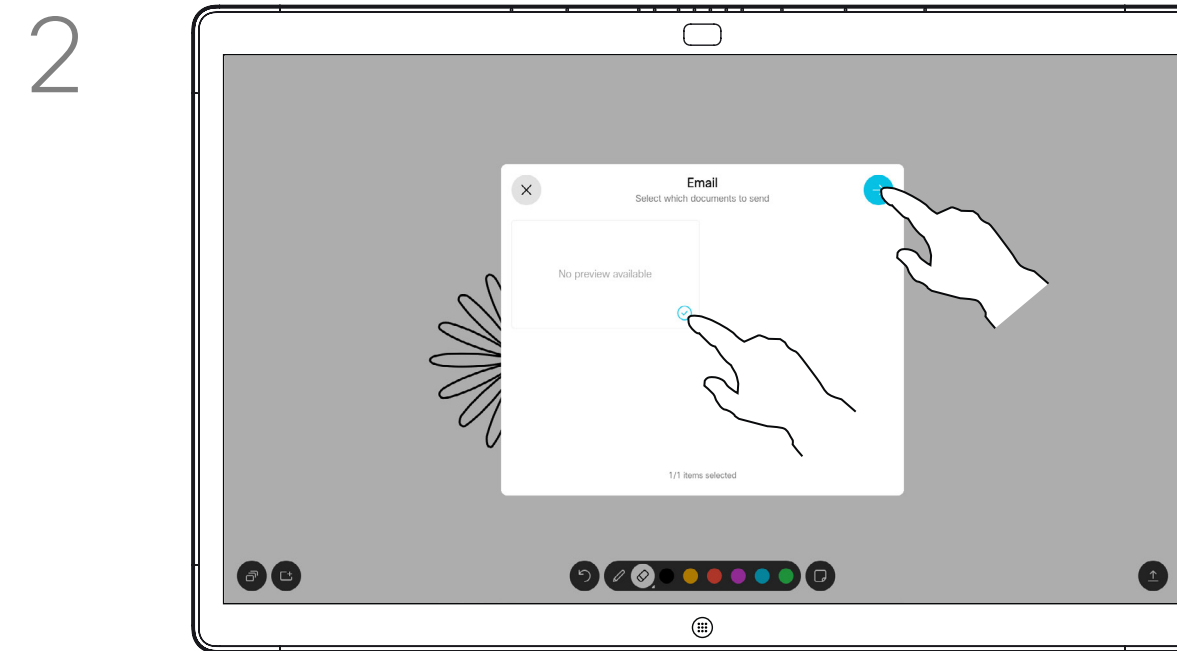 2
Email
Select which documents to send
No preview available
1/1 items selected